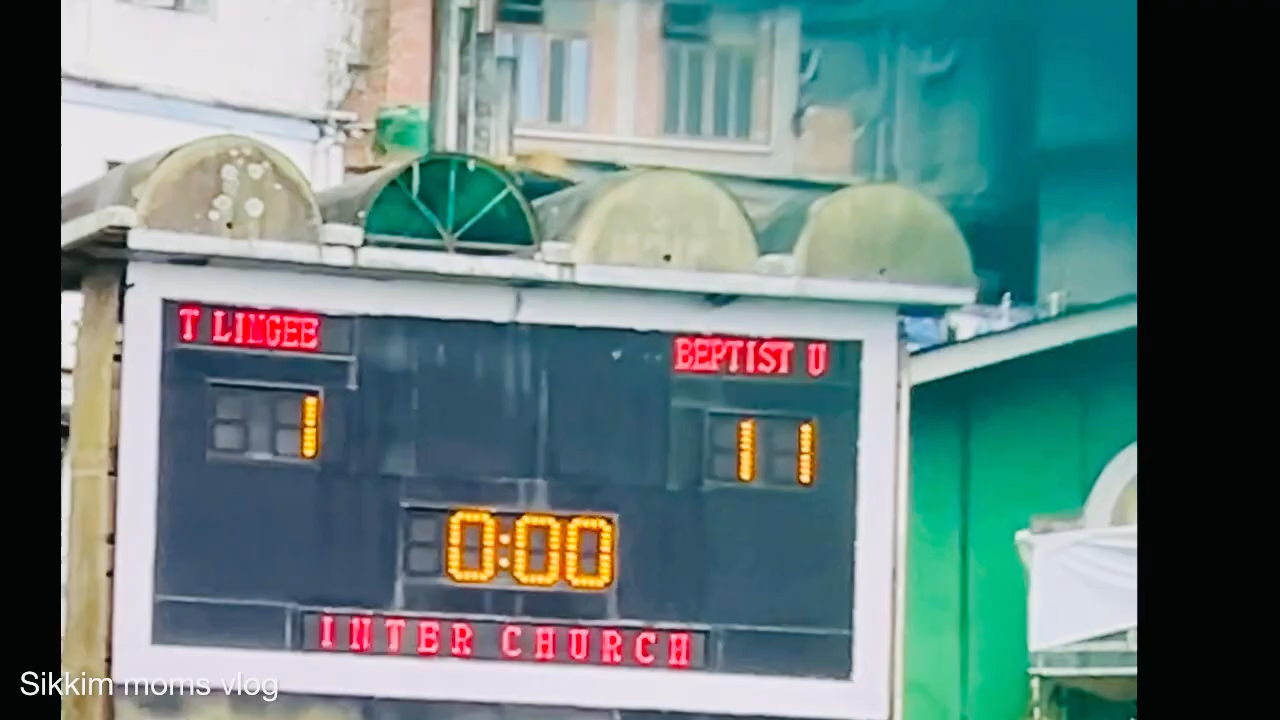 T LINGEE
BEPTIST U
1
11
0:00
INTER CHURCH
Sikkim moms vlog